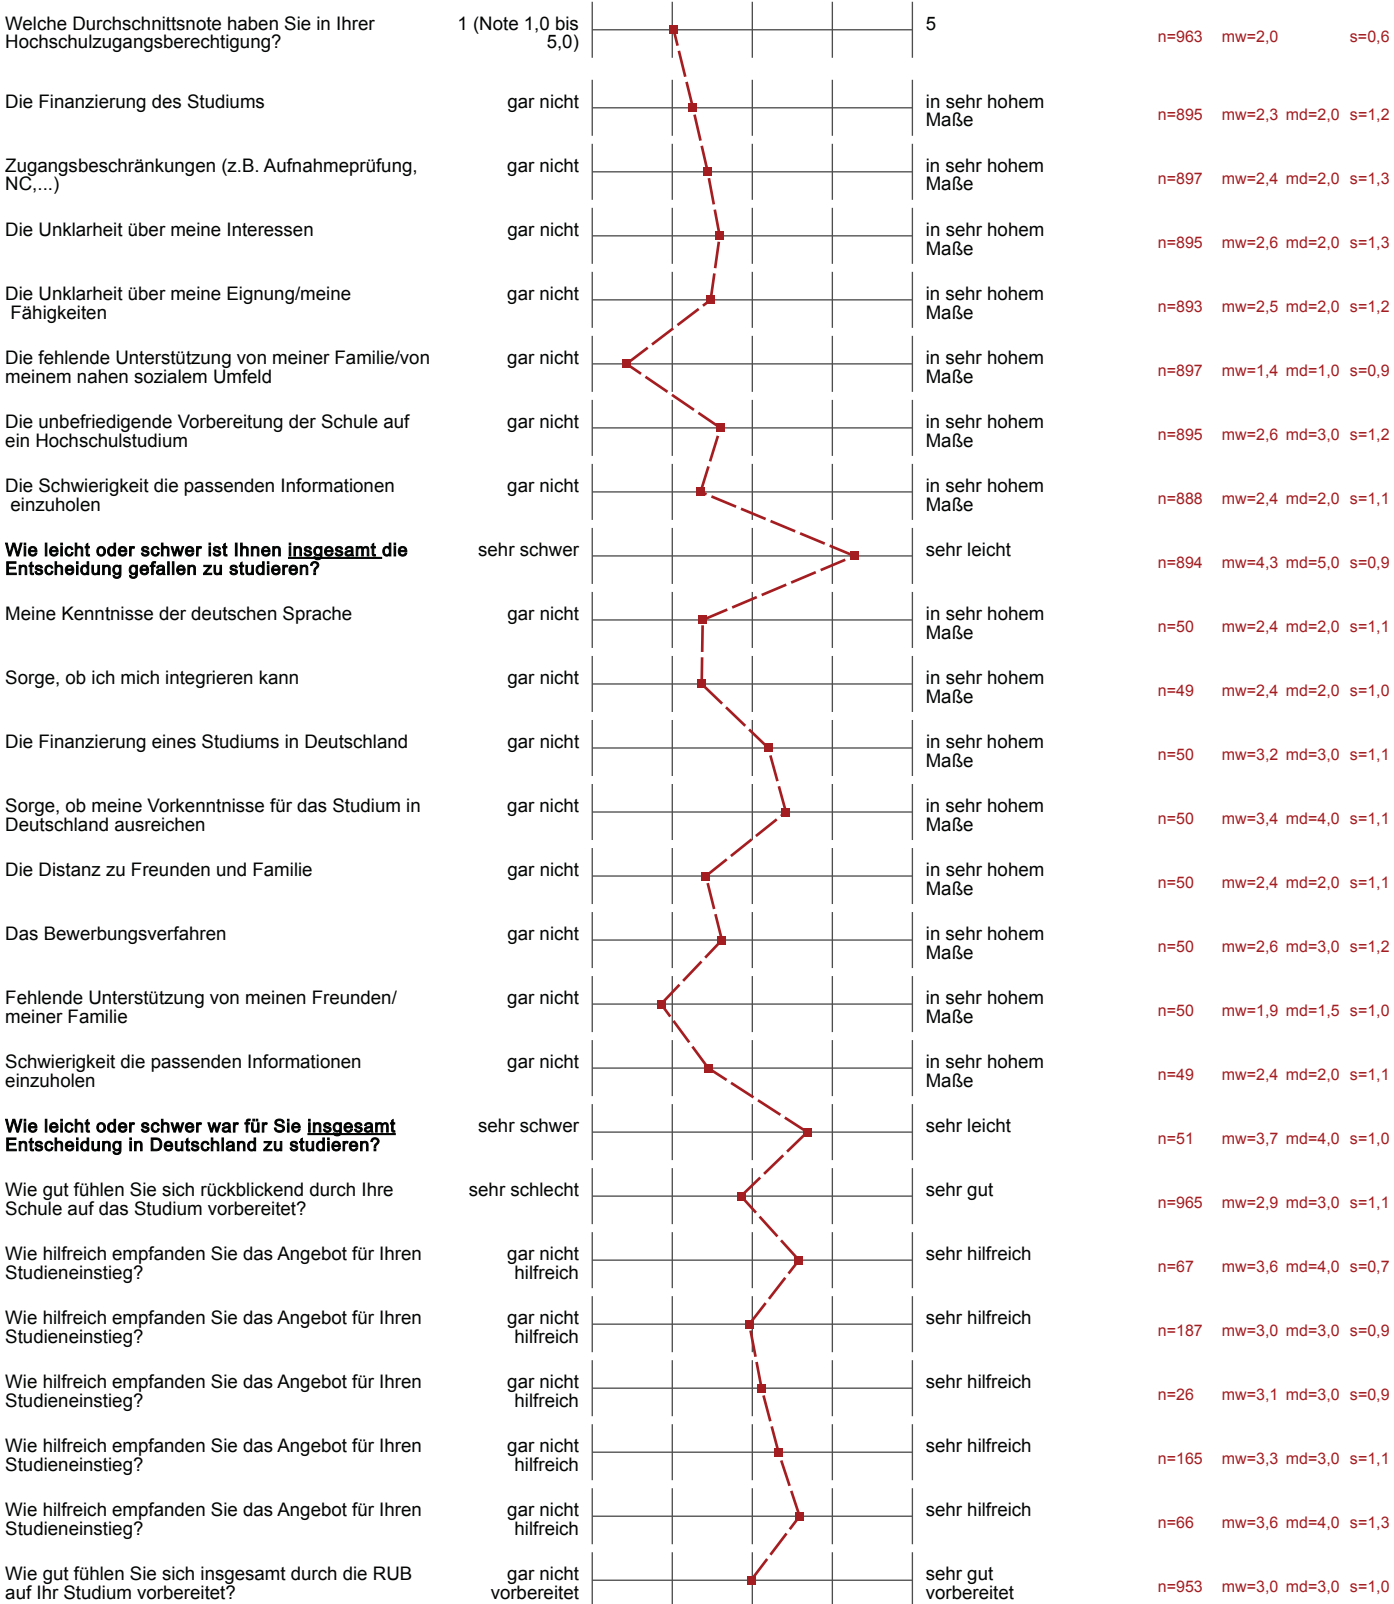 Welche Durchschnittsnote haben Sie in Ihrer
Hochschulzugangsberechtigung?
1 (Note 1,0 bis
5,0)
5
n=963 mw=2,0 s=0,6
Die Finanzierung des Studiums
gar nicht
in sehr hohem
Maße
n=895 mw=2,3 md=2,0 s=1,2
Zugangsbeschränkungen (z.B. Aufnahmeprüfung,
NC,...)
gar nicht
in sehr hohem
Maße
n=897 mw=2,4 md=2,0 s=1,3
Die Unklarheit über meine Interessen
gar nicht
in sehr hohem
Maße
n=895 mw=2,6 md=2,0 s=1,3
Die Unklarheit über meine Eignung/meine
Fähigkeiten
gar nicht
in sehr hohem
Maße
n=893 mw=2,5 md=2,0 s=1,2
Die fehlende Unterstützung von meiner Familie/von
meinem nahen sozialem Umfeld
gar nicht
in sehr hohem
Maße
n=897 mw=1,4 md=1,0 s=0,9
Die unbefriedigende Vorbereitung der Schule auf
ein Hochschulstudium
gar nicht
in sehr hohem
Maße
n=895 mw=2,6 md=3,0 s=1,2
Die Schwierigkeit die passenden Informationen
einzuholen
gar nicht
in sehr hohem
Maße
n=888 mw=2,4 md=2,0 s=1,1
Wie leicht oder schwer ist Ihnen insgesamt die
Entscheidung gefallen zu studieren?
sehr schwer
sehr leicht
n=894 mw=4,3 md=5,0 s=0,9
Meine Kenntnisse der deutschen Sprache
gar nicht
in sehr hohem
Maße
n=50 mw=2,4 md=2,0 s=1,1
Sorge, ob ich mich integrieren kann
gar nicht
in sehr hohem
Maße
n=49 mw=2,4 md=2,0 s=1,0
Die Finanzierung eines Studiums in Deutschland
gar nicht
in sehr hohem
Maße
n=50 mw=3,2 md=3,0 s=1,1
Sorge, ob meine Vorkenntnisse für das Studium in
Deutschland ausreichen
gar nicht
in sehr hohem
Maße
n=50 mw=3,4 md=4,0 s=1,1
Die Distanz zu Freunden und Familie
gar nicht
in sehr hohem
Maße
n=50 mw=2,4 md=2,0 s=1,1
Das Bewerbungsverfahren
gar nicht
in sehr hohem
Maße
n=50 mw=2,6 md=3,0 s=1,2
Fehlende Unterstützung von meinen Freunden/
meiner Familie
gar nicht
in sehr hohem
Maße
n=50 mw=1,9 md=1,5 s=1,0
Schwierigkeit die passenden Informationen
einzuholen
gar nicht
in sehr hohem
Maße
n=49 mw=2,4 md=2,0 s=1,1
Wie leicht oder schwer war für Sie insgesamt
Entscheidung in Deutschland zu studieren?
sehr schwer
sehr leicht
n=51 mw=3,7 md=4,0 s=1,0
Wie gut fühlen Sie sich rückblickend durch Ihre
Schule auf das Studium vorbereitet?
sehr schlecht
sehr gut
n=965 mw=2,9 md=3,0 s=1,1
Wie hilfreich empfanden Sie das Angebot für Ihren
Studieneinstieg?
gar nicht
hilfreich
sehr hilfreich
n=67 mw=3,6 md=4,0 s=0,7
Wie hilfreich empfanden Sie das Angebot für Ihren
Studieneinstieg?
gar nicht
hilfreich
sehr hilfreich
n=187 mw=3,0 md=3,0 s=0,9
Wie hilfreich empfanden Sie das Angebot für Ihren
Studieneinstieg?
gar nicht
hilfreich
sehr hilfreich
n=26 mw=3,1 md=3,0 s=0,9
Wie hilfreich empfanden Sie das Angebot für Ihren
Studieneinstieg?
gar nicht
hilfreich
sehr hilfreich
n=165 mw=3,3 md=3,0 s=1,1
Wie hilfreich empfanden Sie das Angebot für Ihren
Studieneinstieg?
gar nicht
hilfreich
sehr hilfreich
n=66 mw=3,6 md=4,0 s=1,3
Wie gut fühlen Sie sich insgesamt durch die RUB
auf Ihr Studium vorbereitet?
gar nicht
vorbereitet
sehr gut
vorbereitet
n=953 mw=3,0 md=3,0 s=1,0